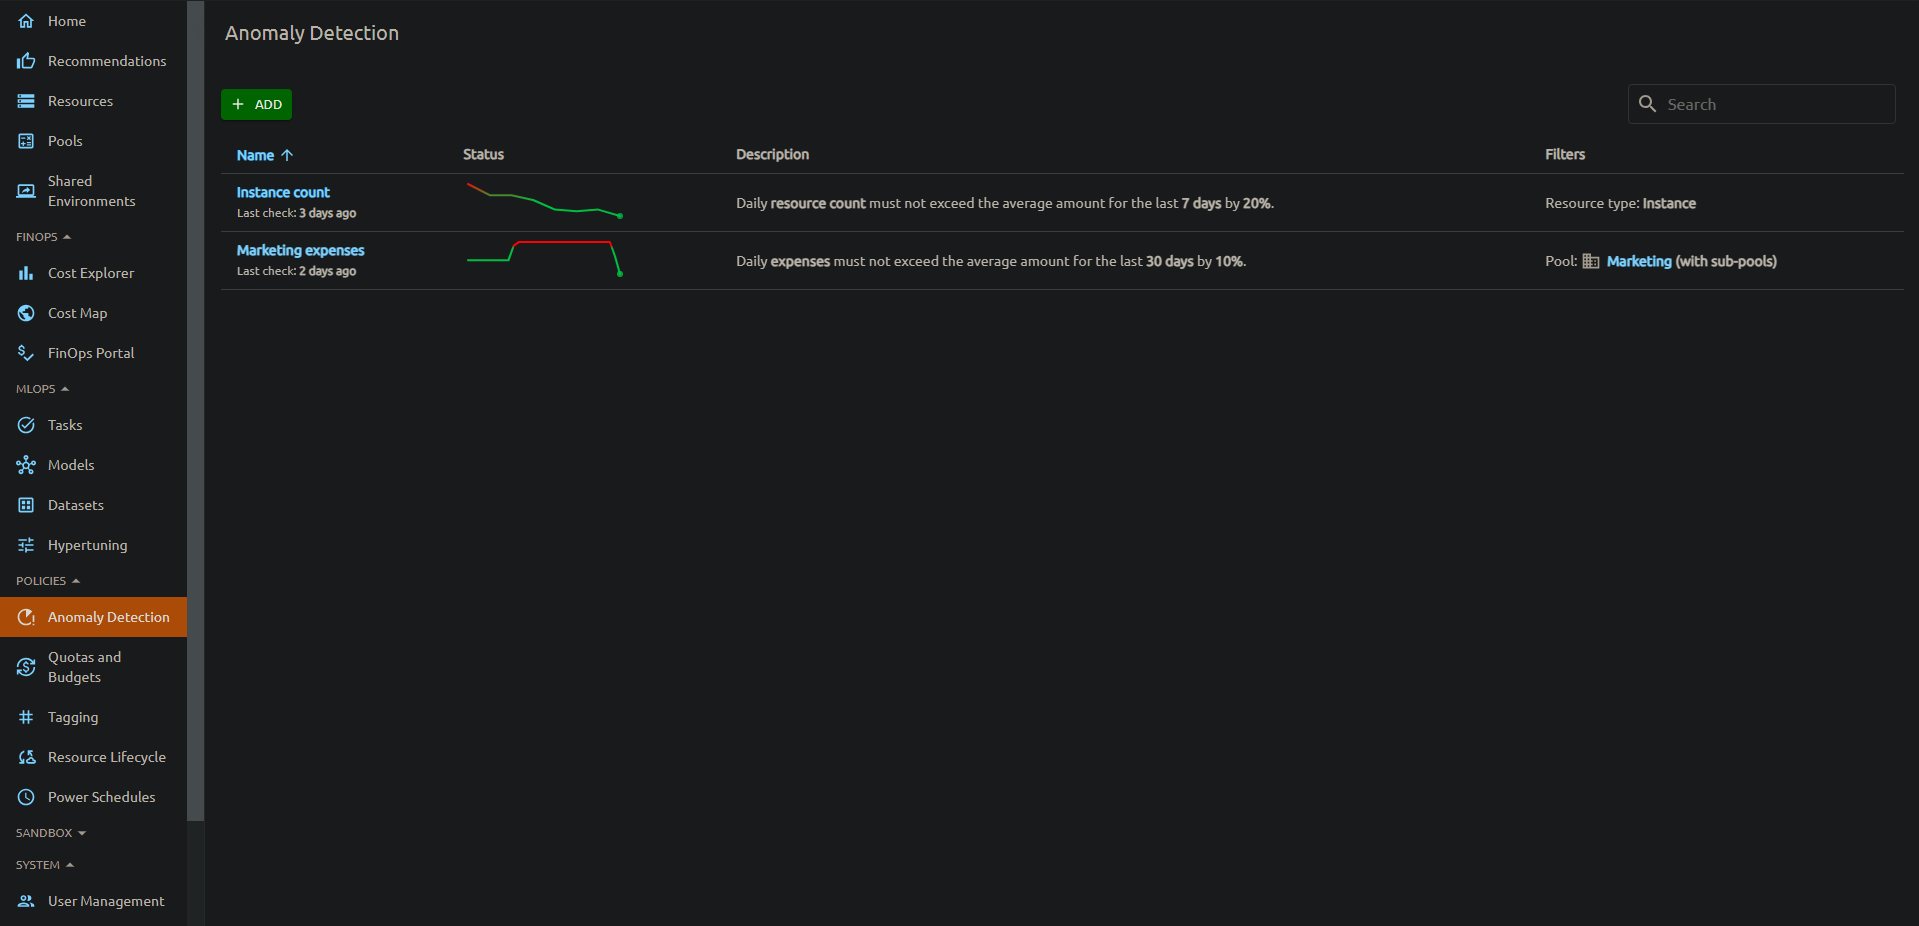 Home
Recommendations
Resources
Pools
Shared
Environments
FINOPS
Cost Explorer
Cost Map
FinOps Portal
MLOPS
Tasks
Models
Datasets
Hypertuning
POLICIES
Anomaly Detection
Quotas and
Budgets
Tagging
Resource Lifecycle
Power Schedules
SANDBOX
SYSTEM
User Management
Anomaly Detection
ADD
Search
Name Status Description Filters
Instance count
Last check: 3 days ago
Daily resource count must not exceed the average amount for the last 7 days by 20%.
Resource type: Instance
Marketing expenses
Last check: 2 days ago
Daily expenses must not exceed the average amount for the last 30 days by 10%.
Pool: Marketing (with sub-pools)